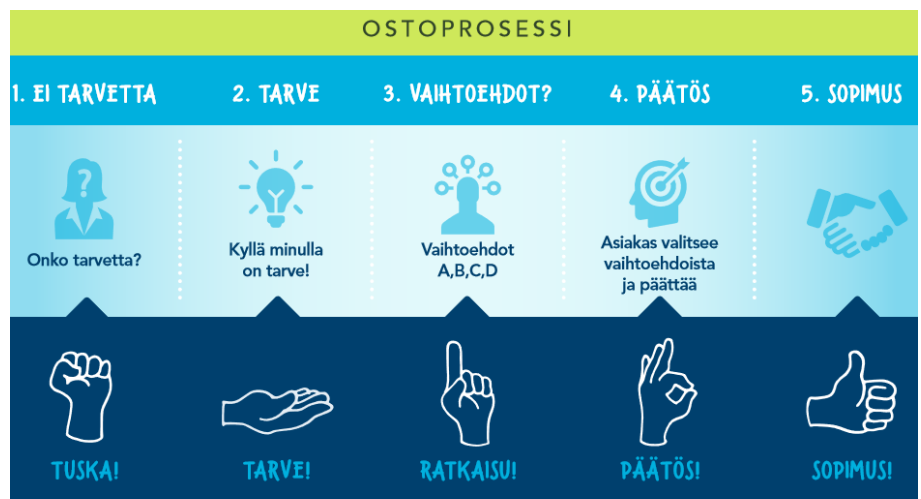 OSTOPROSESSI
1. EI TARVETTA
2. TARVE
3. VAIHTOEHDOT?
4. PÄÄTÖS
5. SOPIMUS
?
Onko tarvetta?
Kyllä minulla
on tarve!
Vaihtoehdot
A,B,C,D
Asiakas valitsee
vaihtoehdoista
ja päättää
TUSKA!
TARVE!
RATKAISU!
PÄÄTÖS!
SOPIMUS!